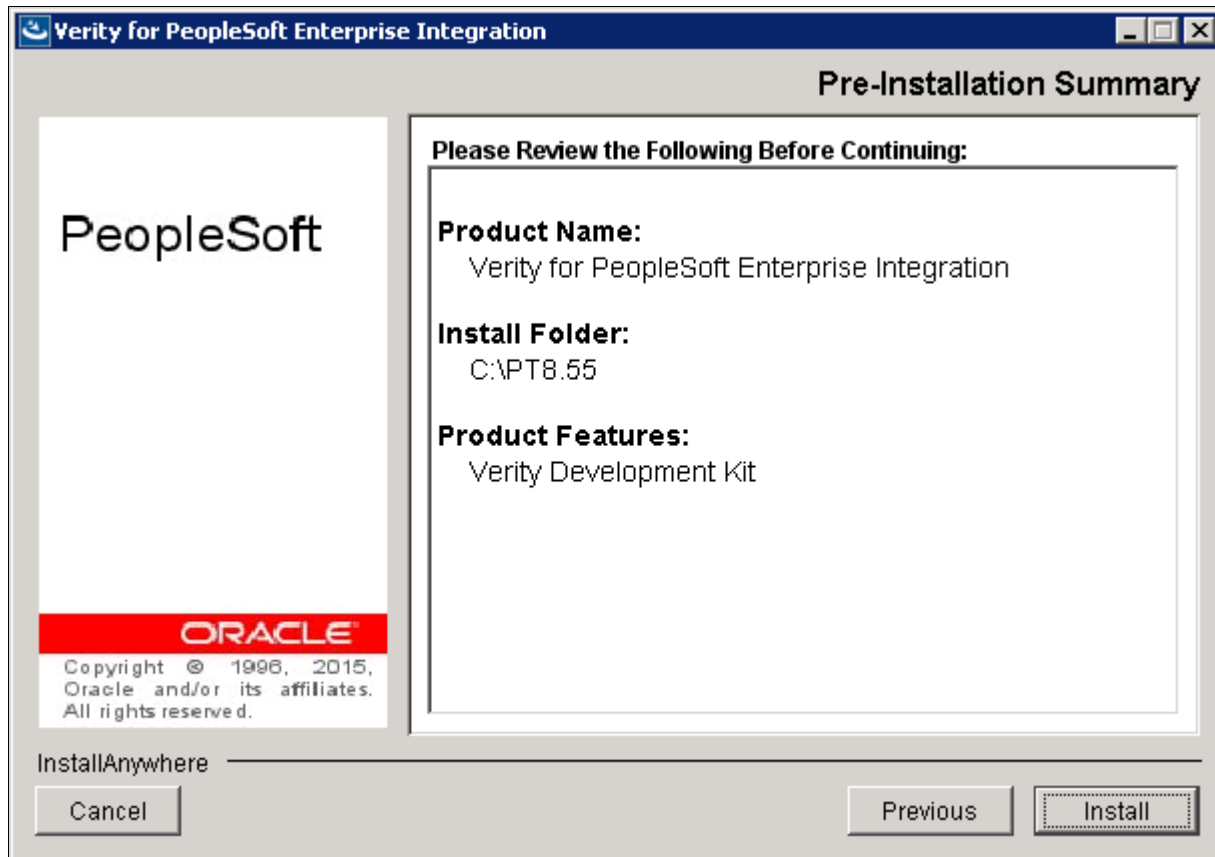 Verity for PeopleSoft Enterprise Integration
Pre-Installation Summary
PeopleSoft
ORACLE
Copyright © 1996, 2015,
Oracle and/or its affiliates.
All rights reserved.
Please Review the Following Before Continuing:
Product Name:
Verity for PeopleSoft Enterprise Integration
Install Folder:
C:\PT8.55
Product Features:
Verity Development Kit
InstallAnywhere
Cancel
Previous
Install